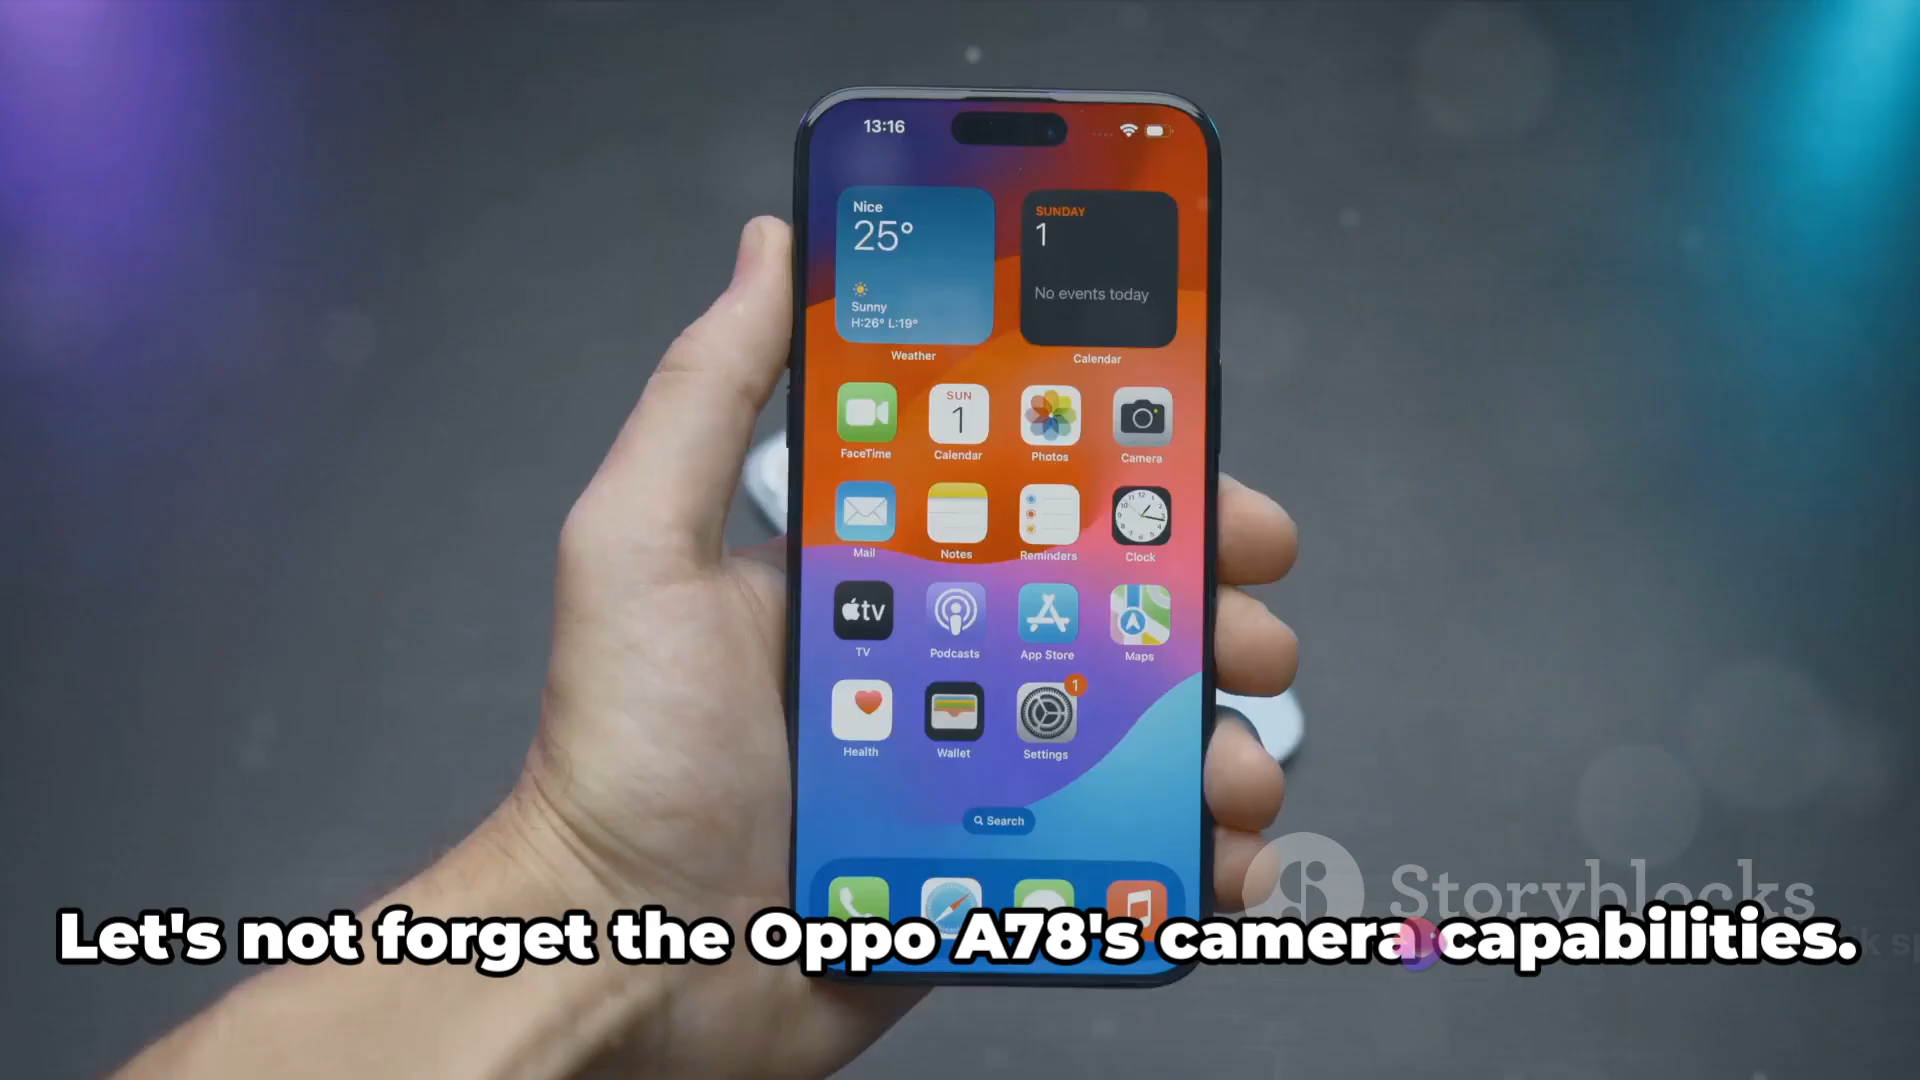 13:16
Nice
25°
Sunny
H:26° L:19°
Weather
SUNDAY
1
No events today
Calendar
FaceTime
SUN
1
Calendar
Photos
Camera
Mail
Notes
Reminders
Clock
tv
TV
Podcasts
App Store
Maps
Health
Wallet
1
Settings
Search
Storyblocks
Let's not forget the Oppo A78's camera capabilities.